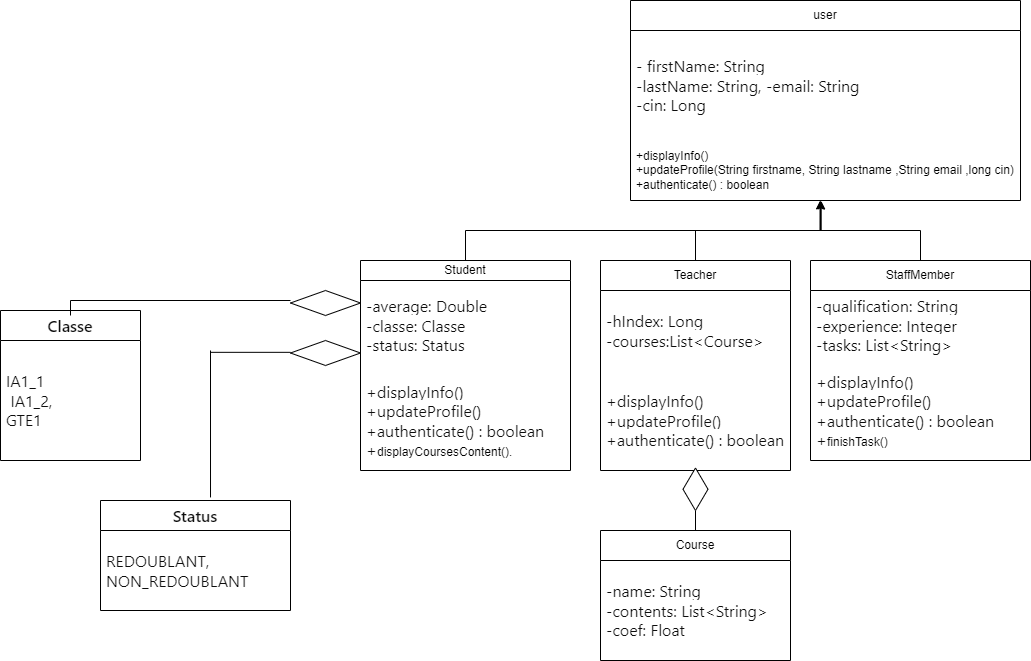 user
- firstName: String
-lastName: String, -email: String
-cin: Long
+displayInfo()
+updateProfile(String firstname, String lastname ,String email ,long cin)
+authenticate() : boolean
Student
-average: Double
-classe: Classe
-status: Status
+displayInfo()
+updateProfile()
+authenticate() : boolean
+displayCoursesContent().
Teacher
-hIndex: Long
-courses:List<Course>
+displayInfo()
+updateProfile()
+authenticate() : boolean
StaffMember
-qualification: String
-experience: Integer
-tasks: List<String>
+displayInfo()
+updateProfile()
+authenticate() : boolean
+finishTask()
Classe
IA1_1
IA1_2,
GTE1
Status
REDOUBLANT,
NON_REDOUBLANT
Course
-name: String
-contents: List<String>
-coef: Float